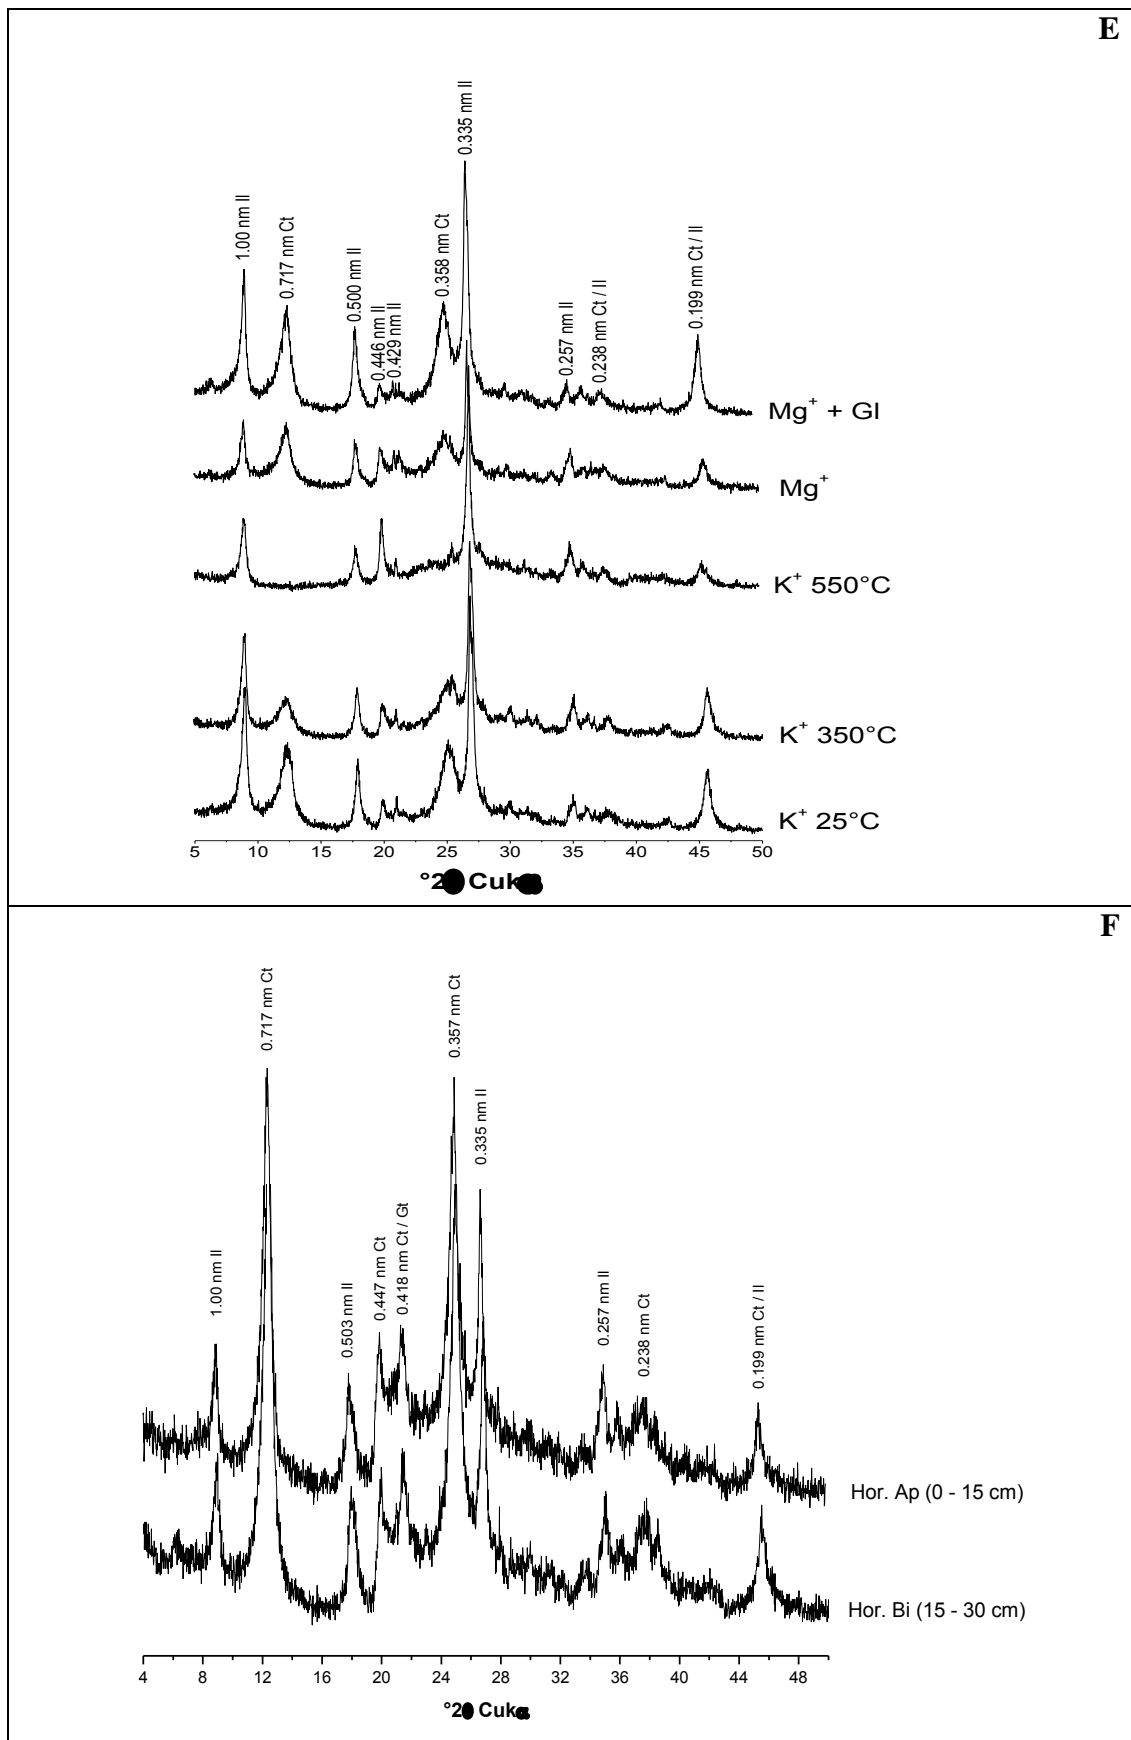 E
1.00 nm Il
0.717 nm Ct
0.500 nm Il
0.446 nm Il
0.429 nm Il
0.358 nm Ct
0.335 nm Il
0.257 nm Il
0.238 nm Ct / Il
0.199 nm Ct / Il
Mg+ + Gl
Mg+
K+ 550°C
K+ 350°C
K+ 25°C
5 10 15 20 25 30 35 40 45 50
°2 Cuk
F
1.00 nm Il
0.717 nm Ct
0.503 nm Il
0.447 nm Ct
0.418 nm Ct / Gt
0.357 nm Ct
0.335 nm Il
0.257 nm Il
0.238 nm Ct
0.199 nm Ct / Il
Hor. Ap (0 - 15 cm)
Hor. Bi (15 - 30 cm)
4 8 12 16 20 24 28 32 36 40 44 48
°2 Cuk